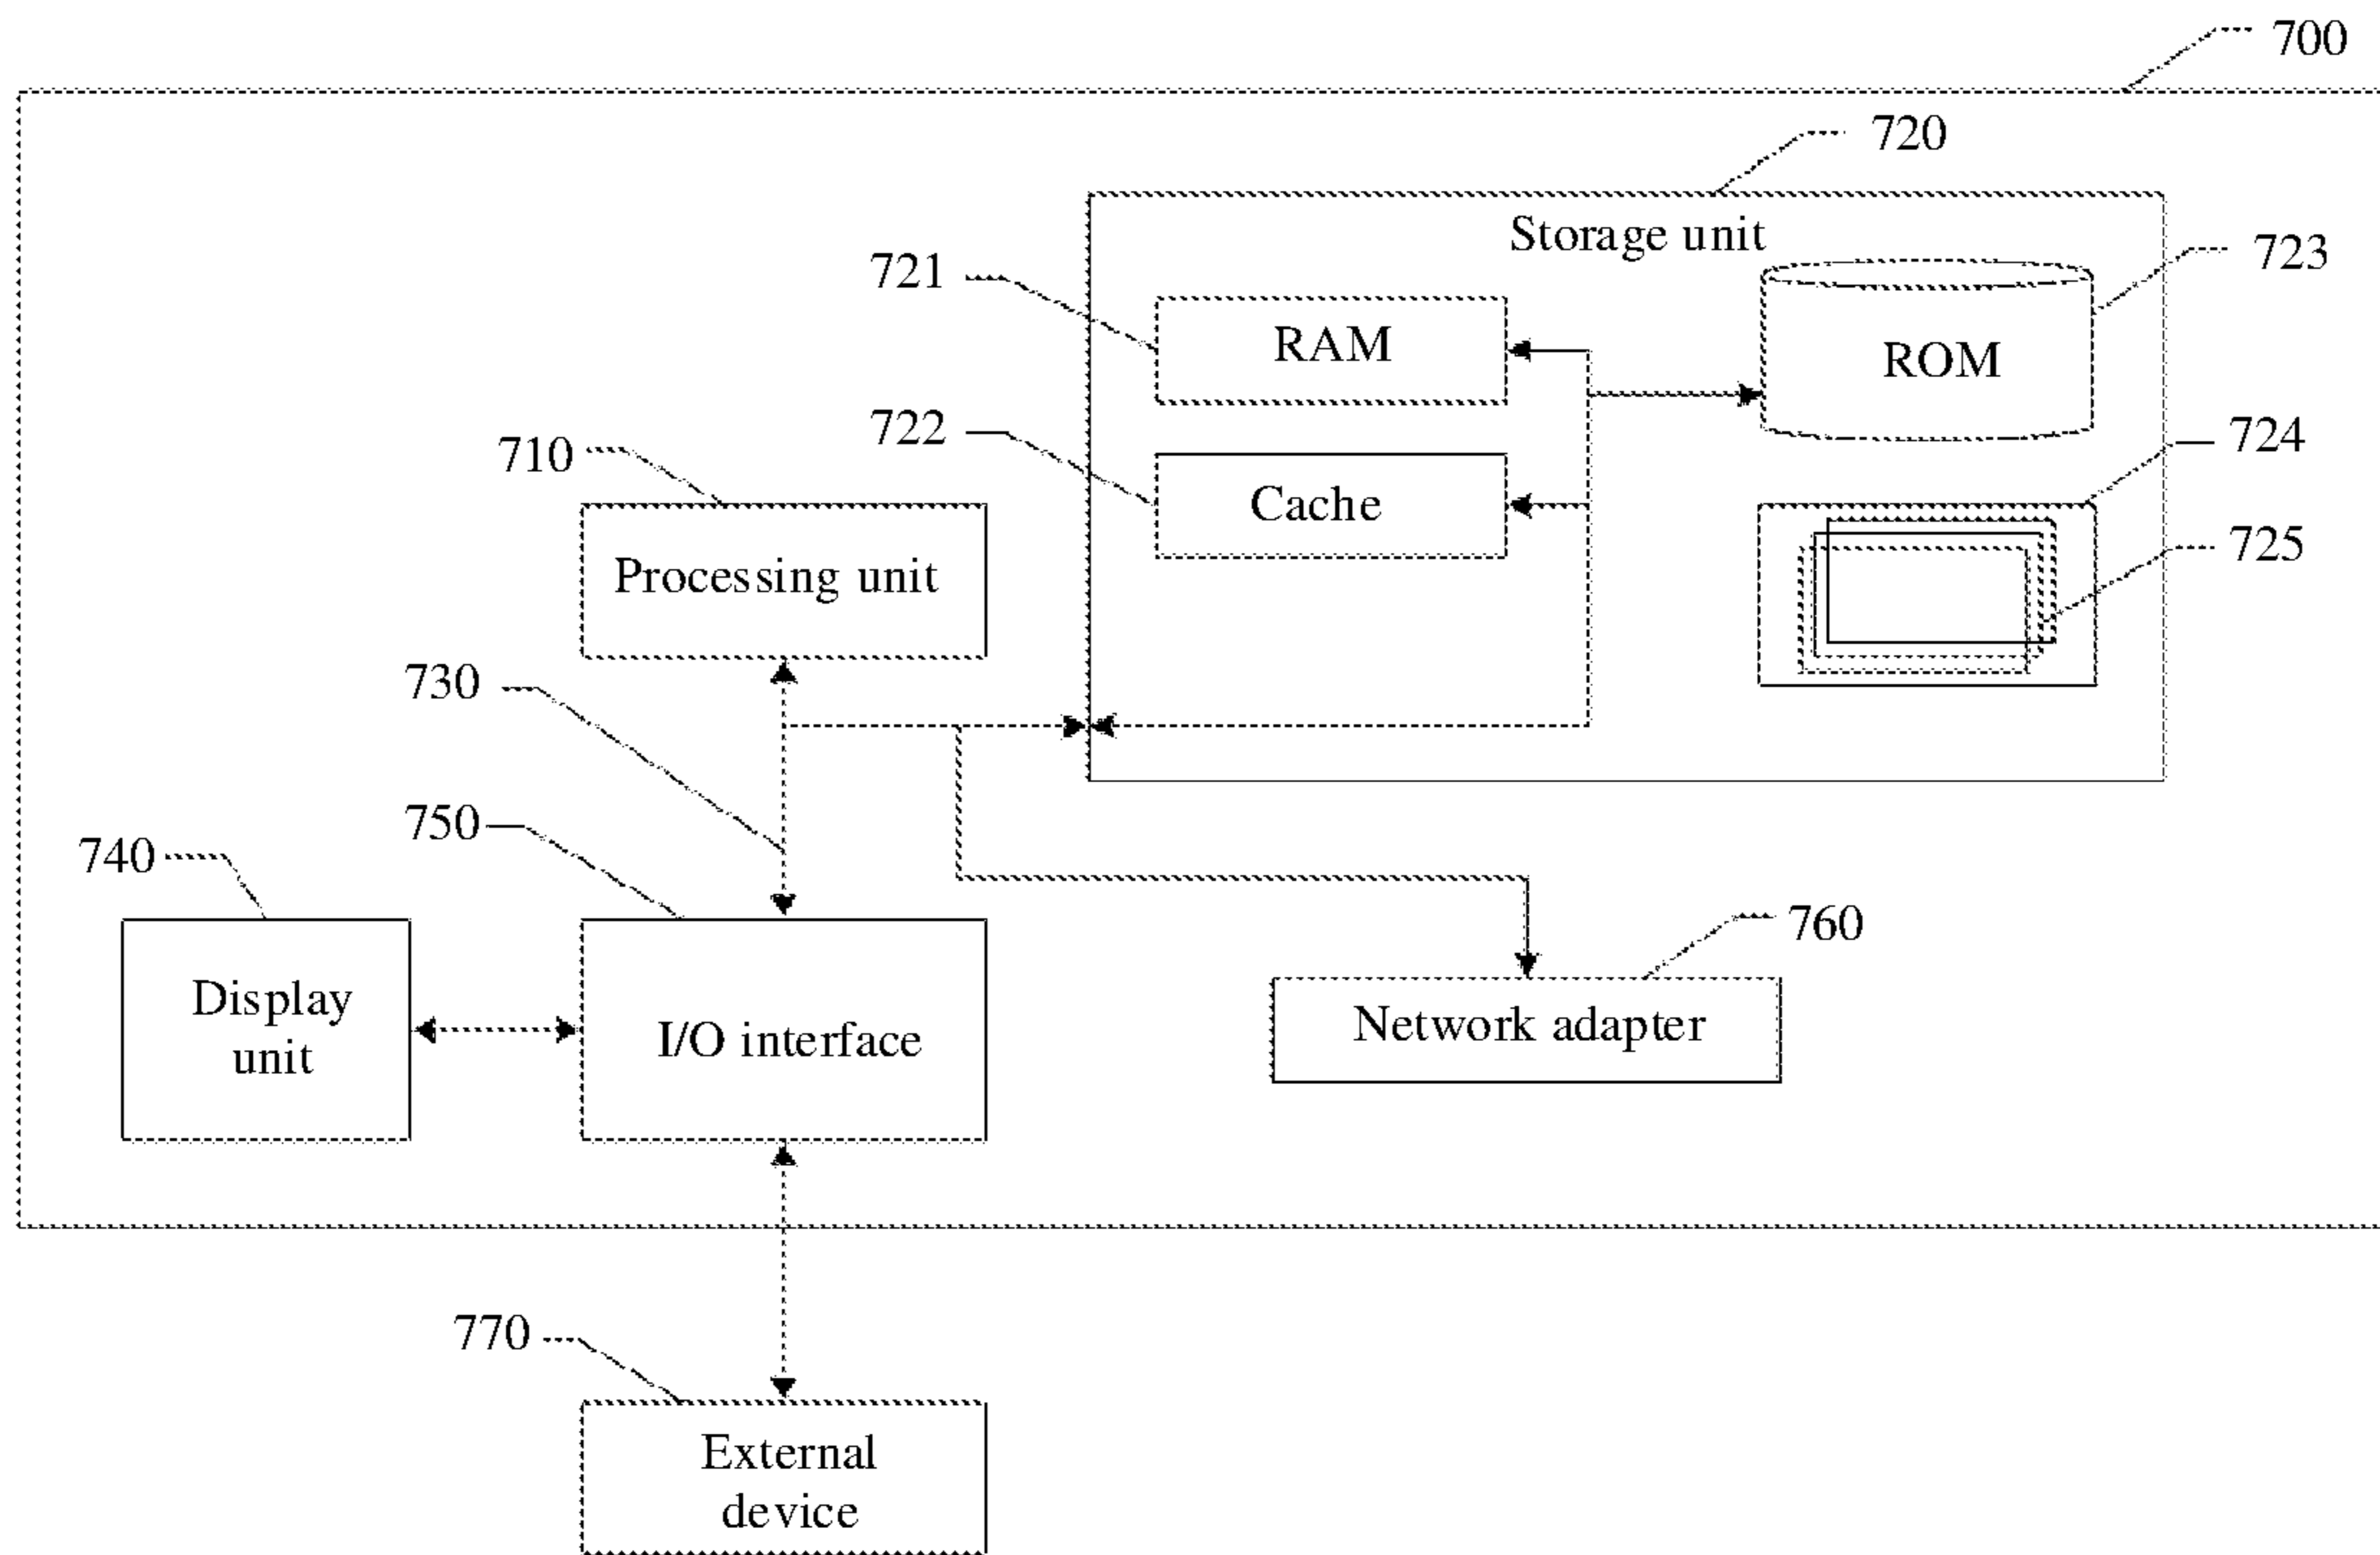 700
720
Storage unit
723
721
RAM
ROM
722
724
710
Cache
725
Processing unit
730
750
740
760
Display
unit
I/O interface
Network adapter
770
External
device